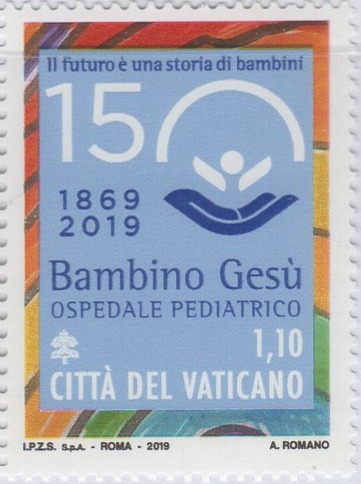 Il futuro è una storia di bambini
150
1869
2019
Bambino Gesù
OSPEDALE PEDIATRICO
1,10
CITTÀ DEL VATICANO
I.P.Z.S. S.p.A. - ROMA - 2019
A. ROMANO